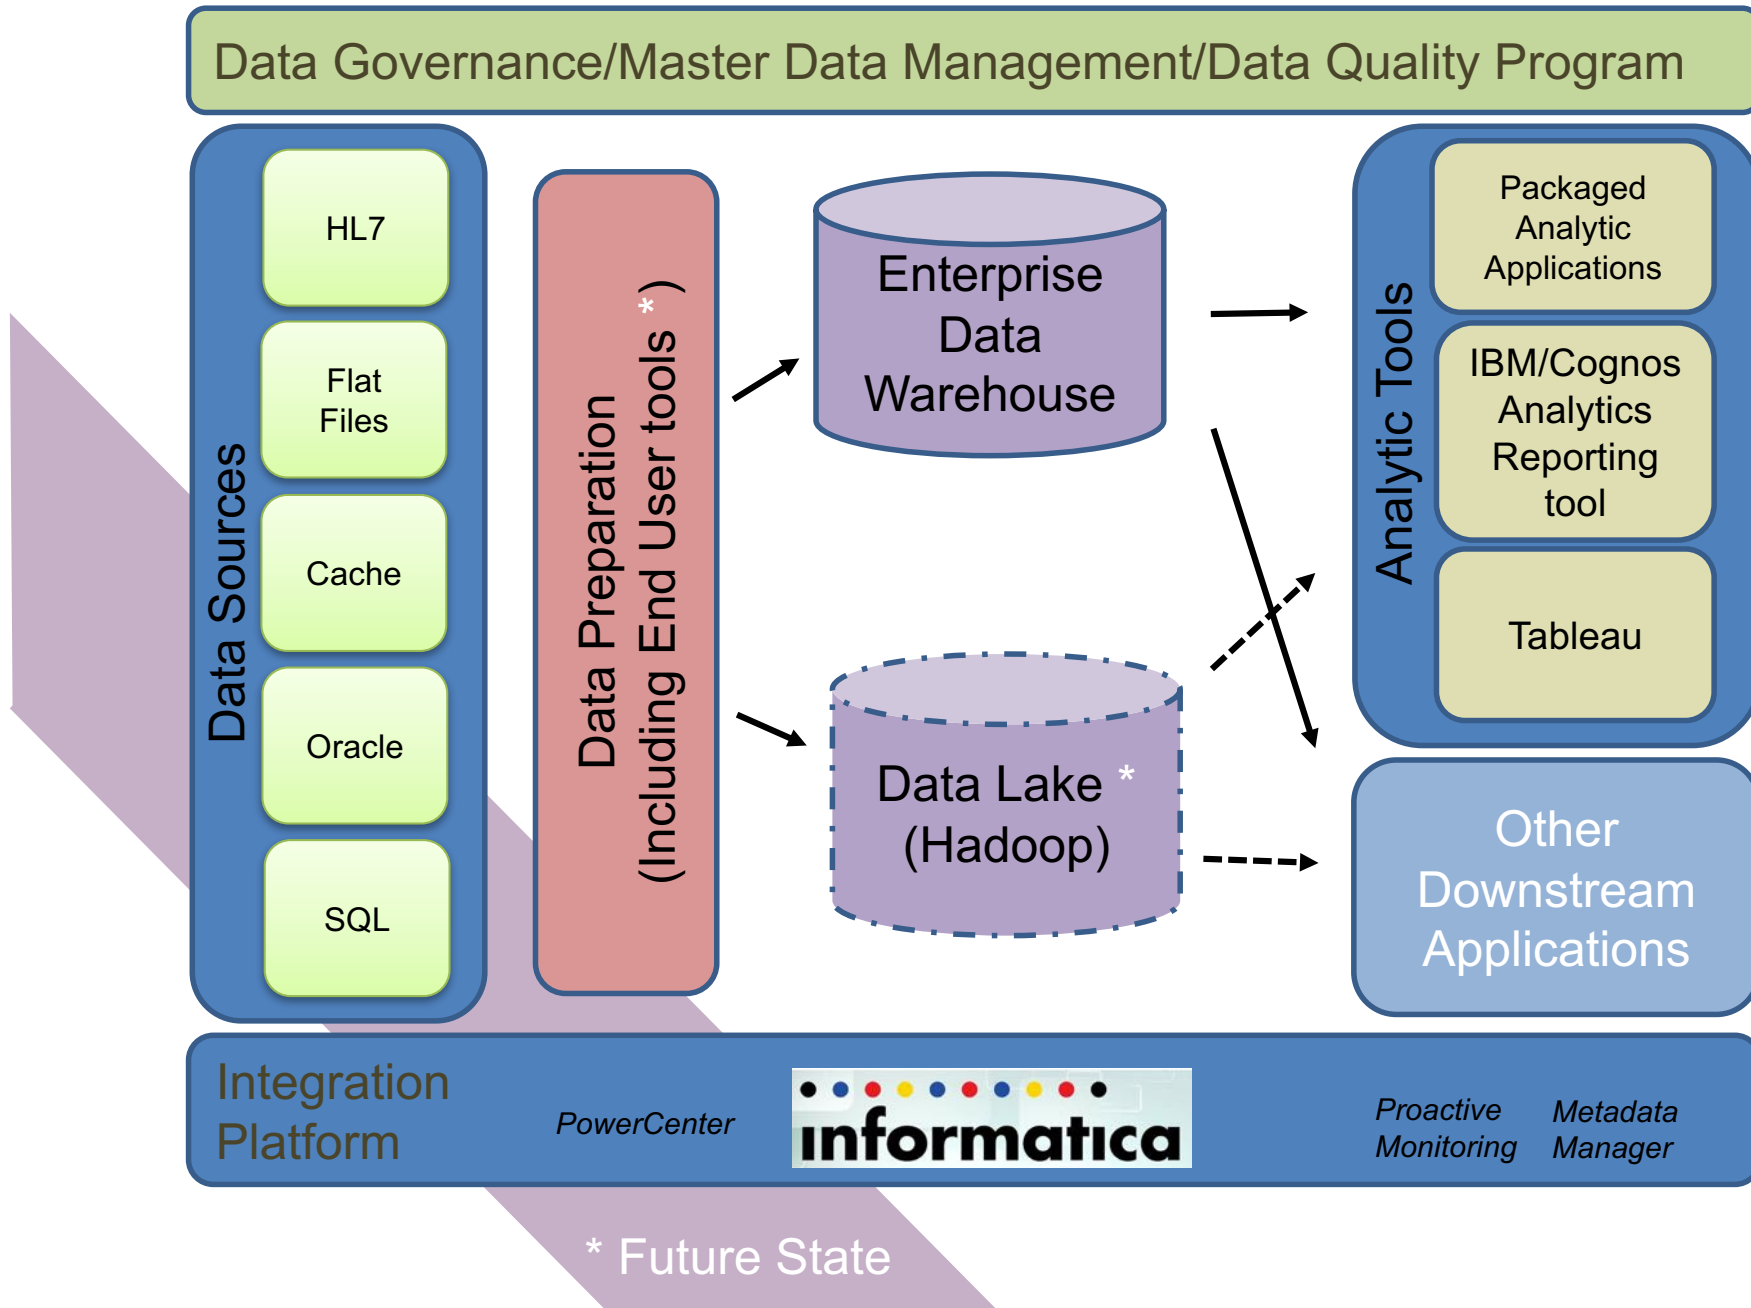 Data Governance/Master Data Management/Data Quality Program
Data Sources
HL7
Flat
Files
Cache
Oracle
SQL
Data Preparation
(Including End User tools *)
Enterprise
Data
Warehouse
Data Lake *
(Hadoop)
Analytic Tools
Packaged
Analytic
Applications
IBM/Cognos
Analytics
Reporting
tool
Tableau
Other
Downstream
Applications
Integration
Platform
PowerCenter
informatica
Proactive
Monitoring
Metadata
Manager
* Future State